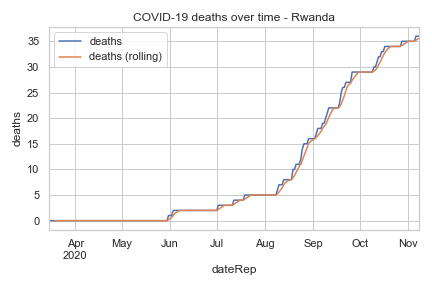 COVID-19 deaths over time - Rwanda
deaths
deaths (rolling)
35
30
25
20
15
10
5
0
deaths
Apr May Jun Jul Aug Sep Oct Nov
2020
dateRep